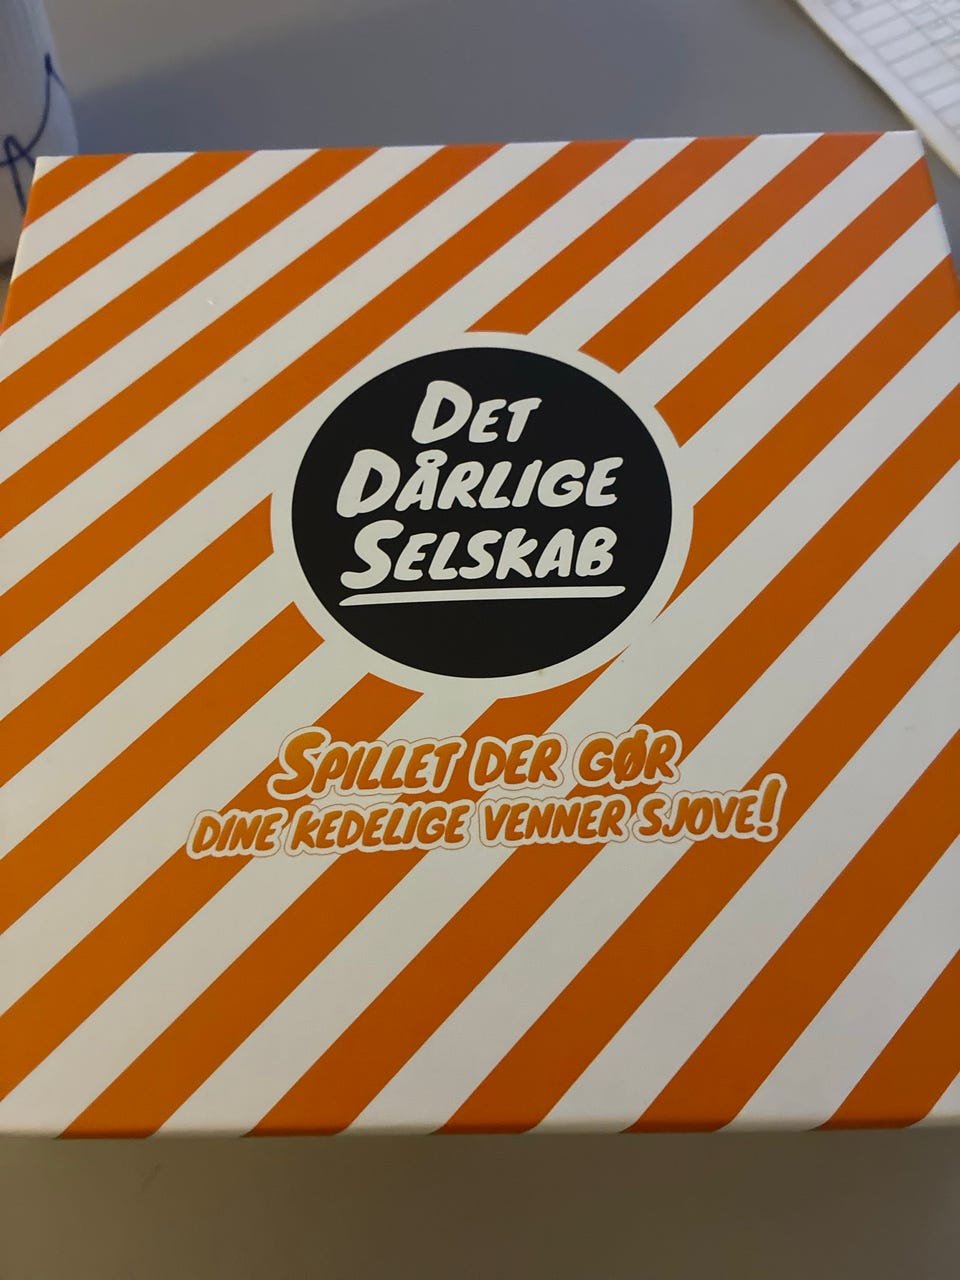 DET
DÅRLIGE
SELSKAB
SPILLET DER GØR
DINE KEDELIGE VENNER SJOVE!